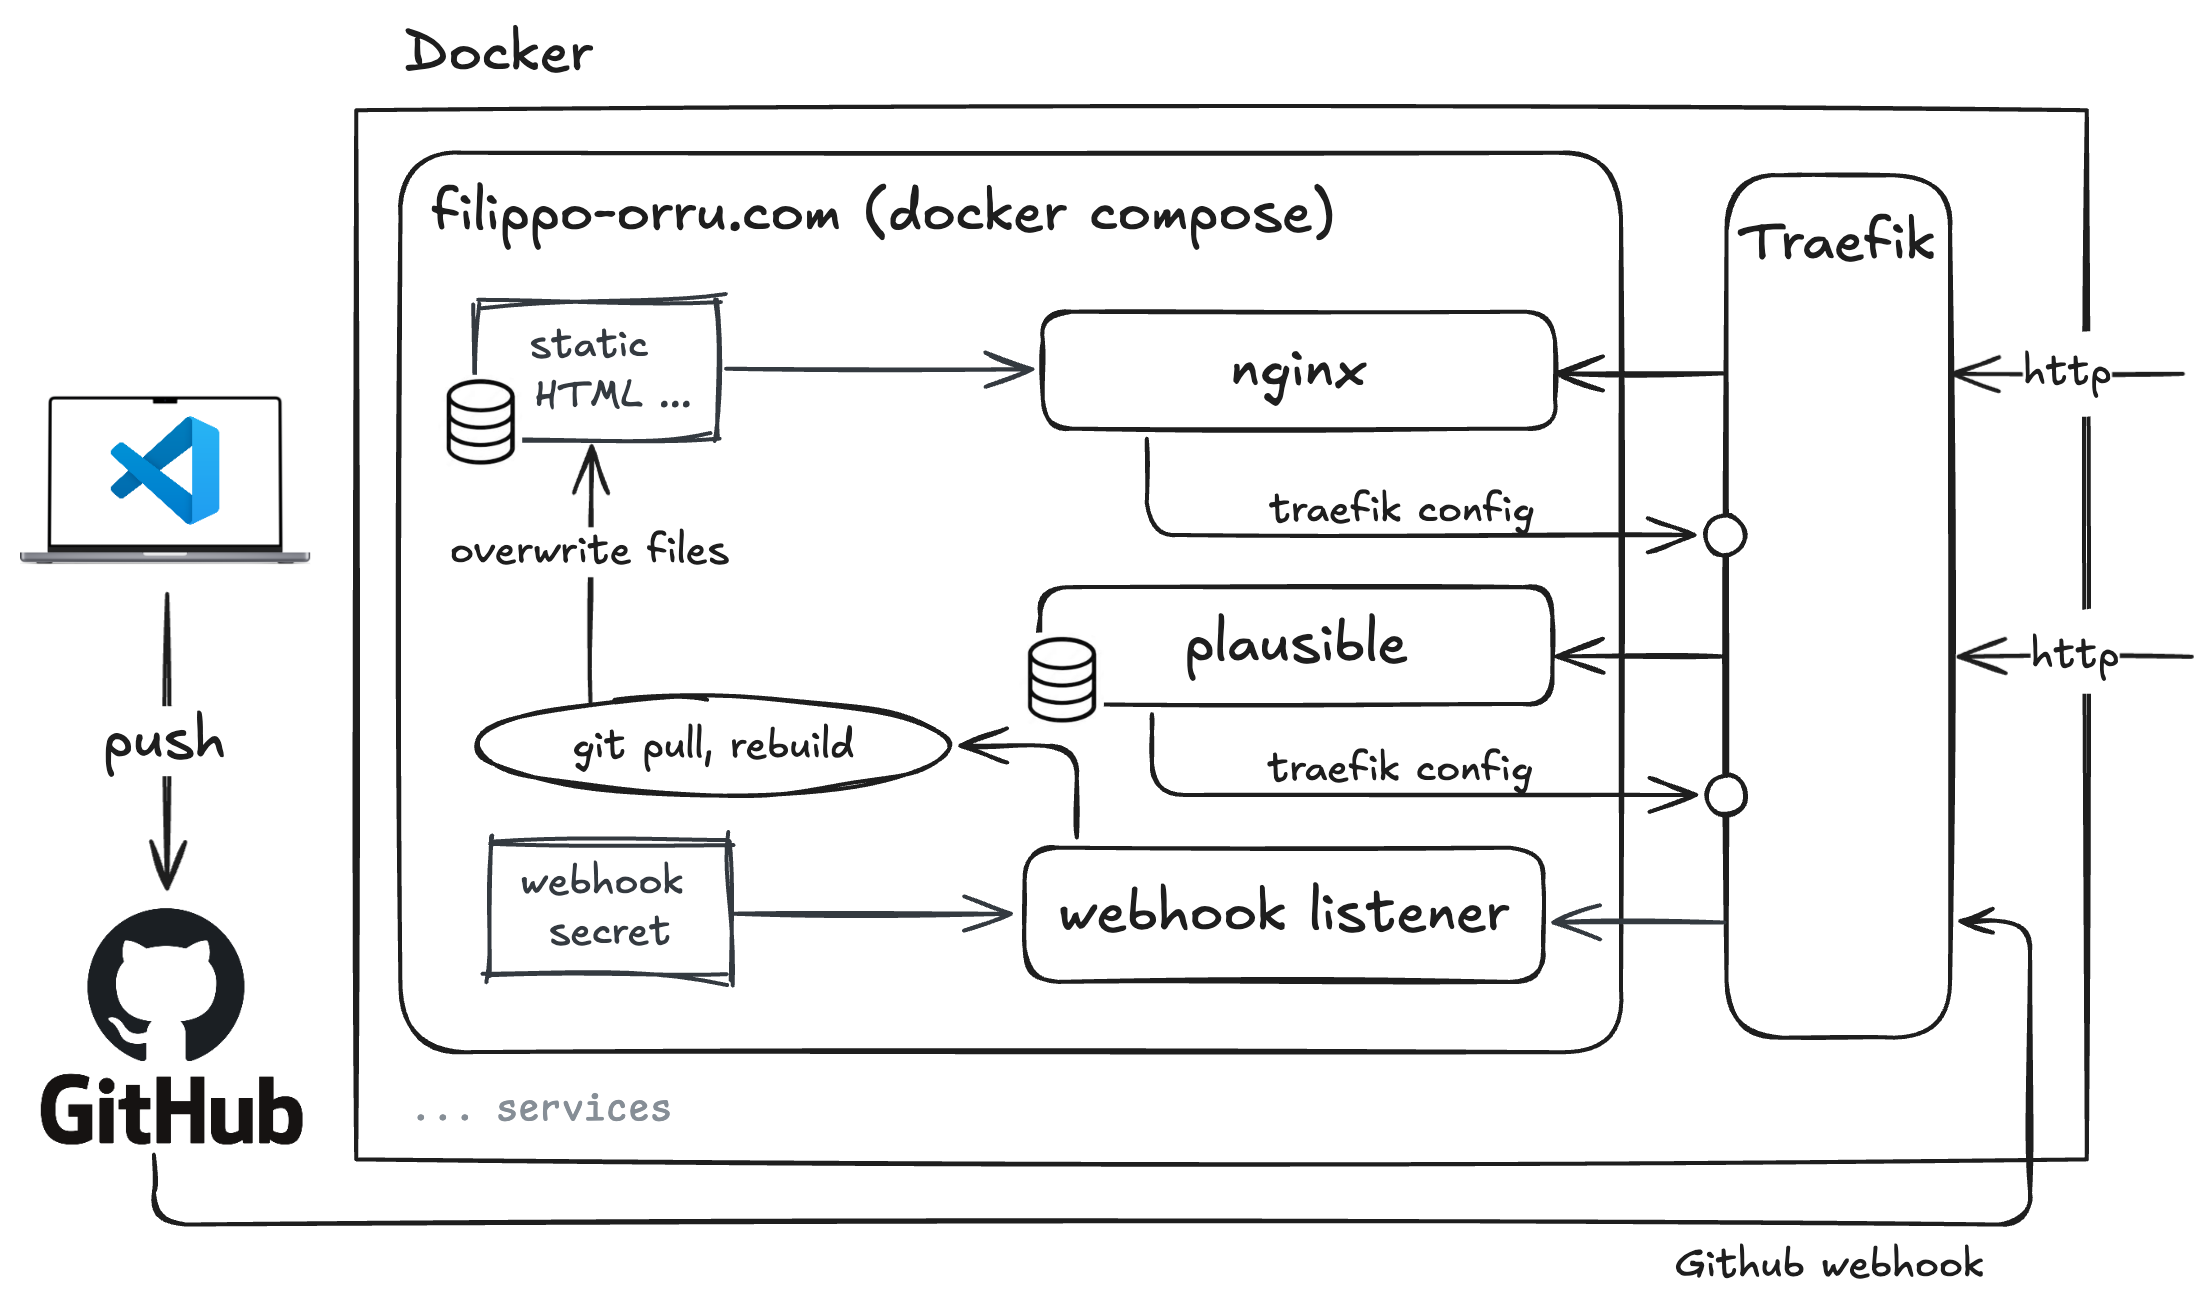 Docker
filippo-orru.com (docker compose)
Traefik
static
HTML ...
nginx
http
traefik config
overwrite files
plausible
http
push
git pull, rebuild
traefik config
webhook
secret
webhook listener
GitHub
... services
Github webhook